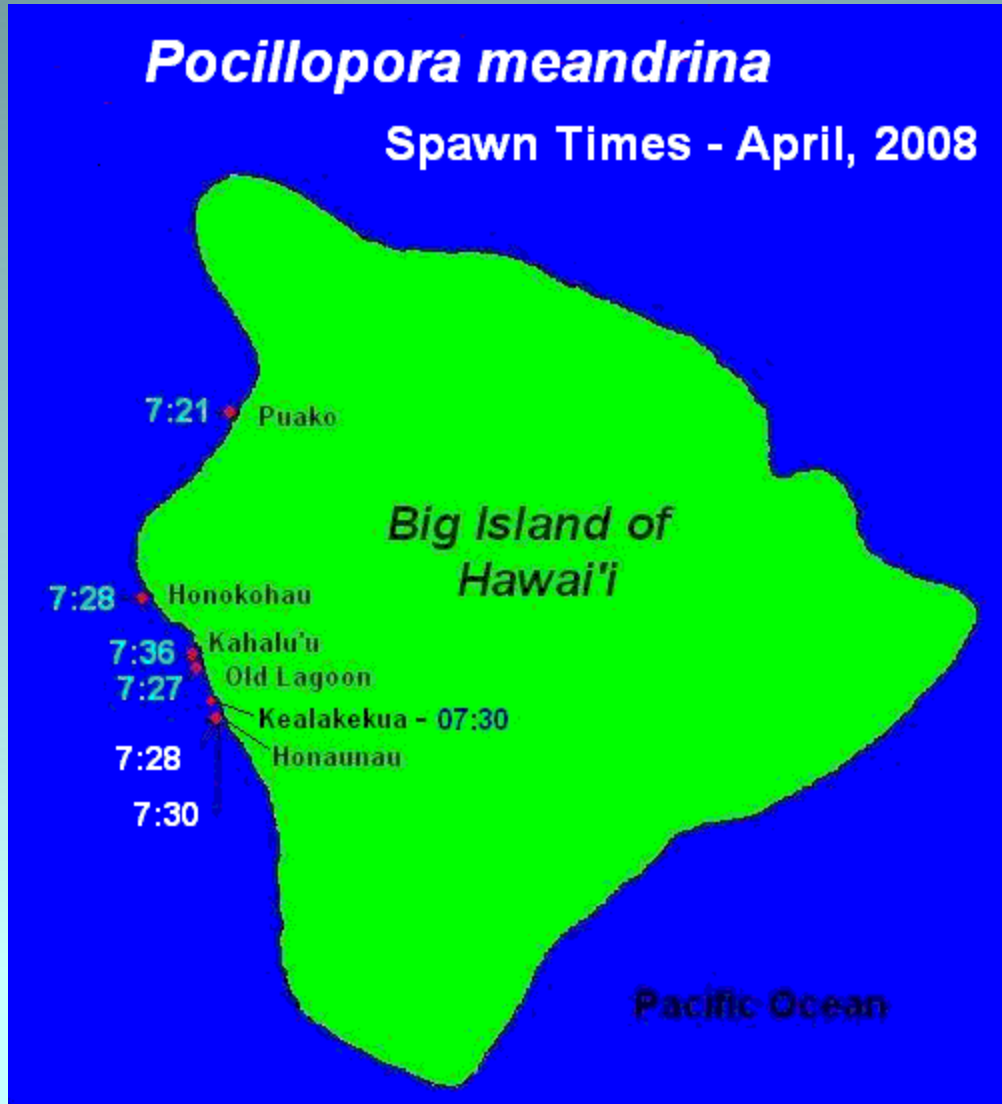 Pocillopora meandrina
Spawn Times - April, 2008
7:21
Puako
Big Island of
Hawai'i
7:28
Honokohau
7:36
Kahalu'u
7:27
Old Lagoon
Kealakekua - 07:30
7:28
Honaunau
7:30
Pacific Ocean